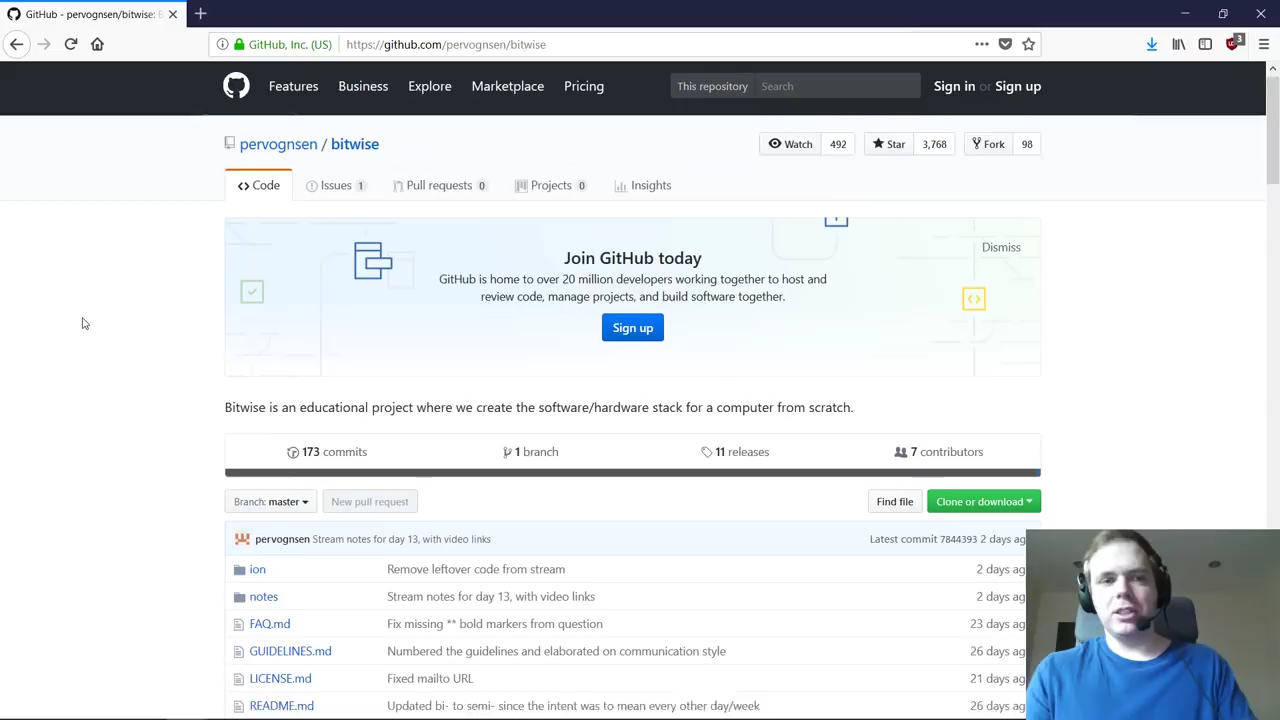 GitHub - pervognsen/bitwise:
GitHub, Inc. (US) https://github.com/pervognsen/bitwise 3
Features Business Explore Marketplace Pricing This repository Search Sign in or Sign up
pervognsen / bitwise Watch 492 Star 3,768 Fork 98
Code Issues 1 Pull requests 0 Projects 0 Insights
Join GitHub today Dismiss
GitHub is home to over 20 million developers working together to host and
review code, manage projects, and build software together.
Sign up
Bitwise is an educational project where we create the software/hardware stack for a computer from scratch.
173 commits 1 branch 11 releases 7 contributors
Branch: master New pull request Find file Clone or download
pervognsen Stream notes for day 13, with video links Latest commit 7844393 2 days ag
ion Remove leftover code from stream 2 days ag
notes Stream notes for day 13, with video links 2 days ag
FAQ.md Fix missing ** bold markers from question 23 days ag
GUIDELINES.md Numbered the guidelines and elaborated on communication style 26 days ag
LICENSE.md Fixed mailto URL 21 days ag
README.md Updated bi- to semi- since the intent was to mean every other day/week 26 days ag